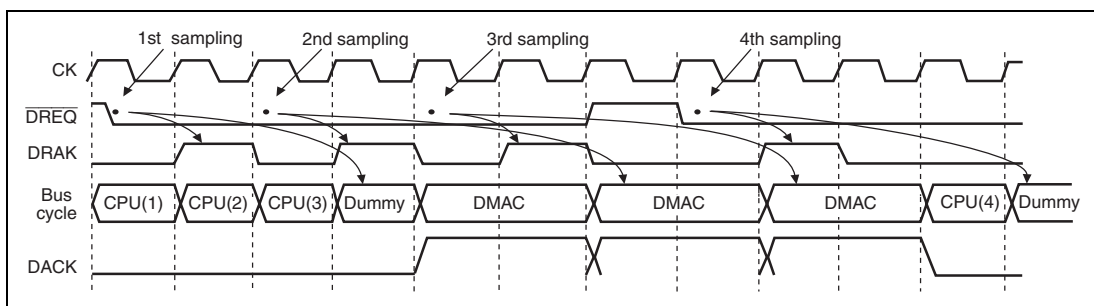 1st sampling 2nd sampling 3rd sampling 4th sampling
CK
DREQ
DRAK
Bus cycle CPU(1) CPU(2) CPU(3) Dummy DMAC DMAC DMAC CPU(4) Dummy
DACK